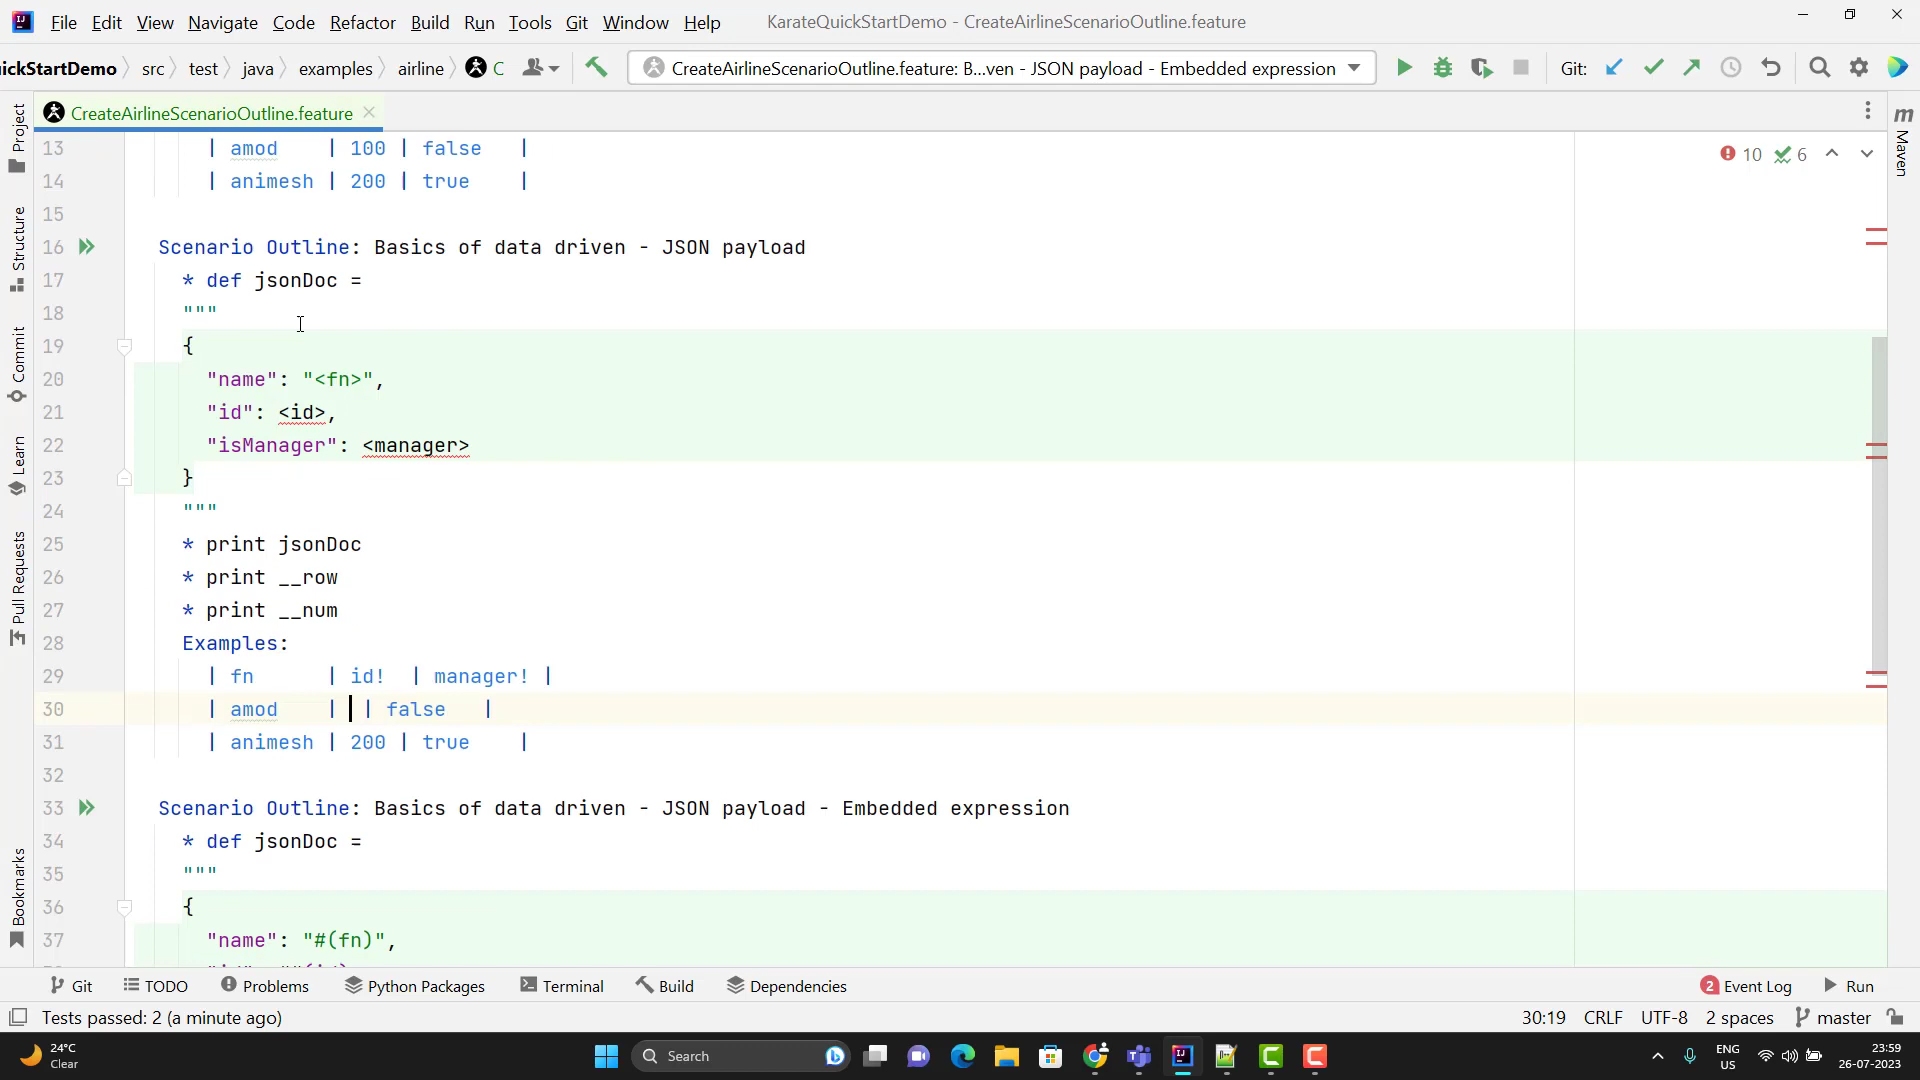 File Edit View Navigate Code Refactor Build Run Tools Git Window Help KarateQuickStartDemo - CreateAirlineScenarioOutline.feature
ickStartDemo src test java examples airline C CreateAirlineScenarioOutline.feature: B...ven - JSON payload - Embedded expression Git:
CreateAirlineScenarioOutline.feature
10 6
13 | amod | 100 | false |
14 | animesh | 200 | true |
15
16 Scenario Outline: Basics of data driven - JSON payload
17 * def jsonDoc =
18 """
19 {
20 "name": "<fn>",
21 "id": <id>,
22 "isManager": <manager>
23 }
24 """
25 * print jsonDoc
26 * print __row
27 * print __num
28 Examples:
29 | fn | id! | manager! |
30 | amod | | false |
31 | animesh | 200 | true |
32
33 Scenario Outline: Basics of data driven - JSON payload - Embedded expression
34 * def jsonDoc =
35 """
36 {
37 "name": "#(fn)",
Project
Structure
Commit
Learn
Pull Requests
Bookmarks
m
Maven
Git TODO Problems Python Packages Terminal Build Dependencies 2 Event Log Run
Tests passed: 2 (a minute ago) 30:19 CRLF UTF-8 2 spaces master
24°C
Clear
Search
ENG
US
23:59
26-07-2023